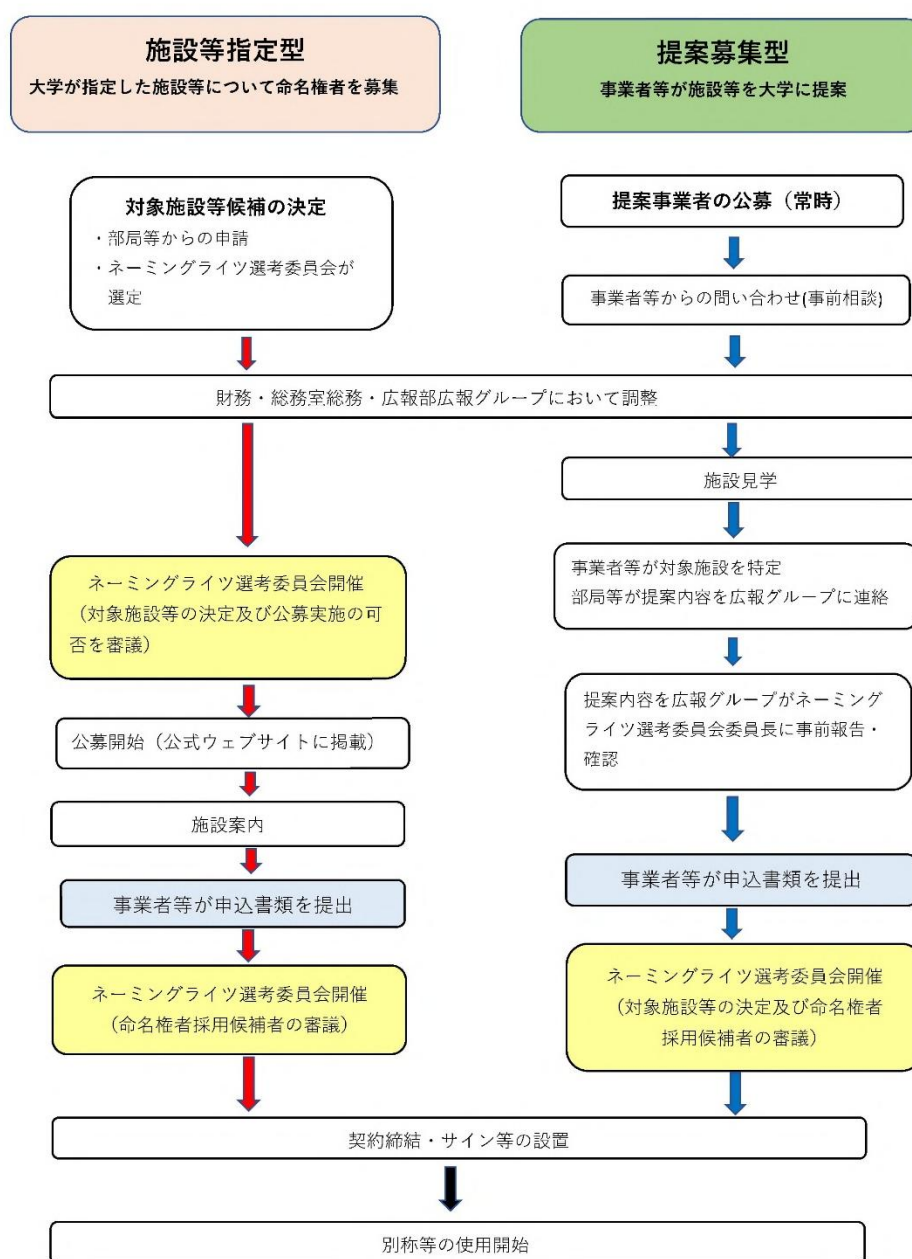 施設等指定型
大学が指定した施設等について命名権者を募集
対象施設等候補の決定
・部局等からの申請
・ネーミングライツ選考委員会が
選定
提案募集型
事業者等が施設等を大学に提案
提案事業者の公募（常時）
事業者等からの問い合わせ(事前相談)
財務・総務室総務・広報部広報グループにおいて調整
ネーミングライツ選考委員会開催
（対象施設等の決定及び公募実施の可
否を審議）
公募開始（公式ウェブサイトに掲載）
施設案内
事業者等が申込書類を提出
ネーミングライツ選考委員会開催
（命名権者採用候補者の審議）
施設見学
事業者等が対象施設を特定
部局等が提案内容を広報グループに連絡
提案内容を広報グループがネーミング
ライツ選考委員会委員長に事前報告・
確認
事業者等が申込書類を提出
ネーミングライツ選考委員会開催
（対象施設等の決定及び命名権者
採用候補者の審議）
契約締結・サイン等の設置
別称等の使用開始